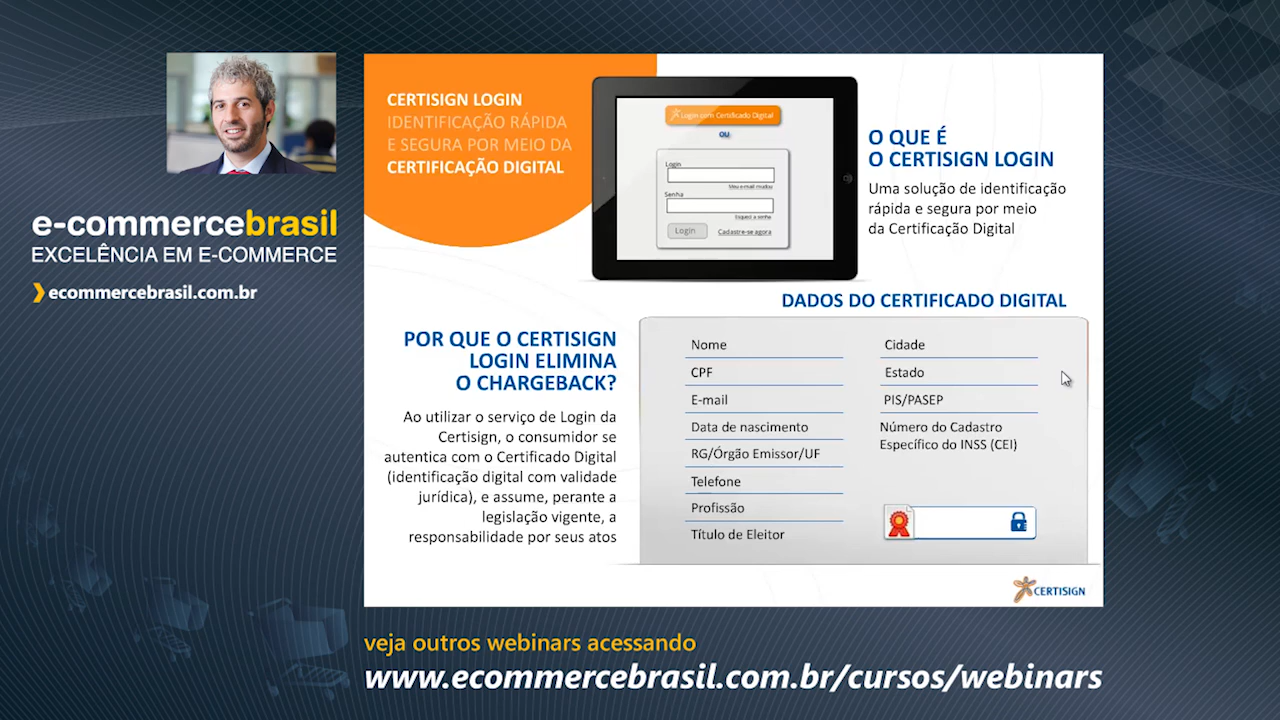 e-commercebrasil
EXCELÊNCIA EM E-COMMERCE
ecommercebrasil.com.br
CERTISIGN LOGIN
IDENTIFICAÇÃO RÁPIDA
E SEGURA POR MEIO DA
CERTIFICAÇÃO DIGITAL
Login com Certificado Digital
OU
Login
Meu e-mail mudou
Senha
Esqueci a senha
Login
Cadastre-se agora
O QUE É
O CERTISIGN LOGIN
Uma solução de identificação
rápida e segura por meio
da Certificação Digital
POR QUE O CERTISIGN
LOGIN ELIMINA
O CHARGEBACK?
Ao utilizar o serviço de Login da
Certisign, o consumidor se
autentica com o Certificado Digital
(identificação digital com validade
jurídica), e assume, perante a
legislação vigente, a
responsabilidade por seus atos
DADOS DO CERTIFICADO DIGITAL
Nome
CPF
E-mail
Data de nascimento
RG/Órgão Emissor/UF
Telefone
Profissão
Título de Eleitor
Cidade
Estado
PIS/PASEP
Número do Cadastro
Específico do INSS (CEI)
CERTISIGN
veja outros webinars acessando
www.ecommercebrasil.com.br/cursos/webinars